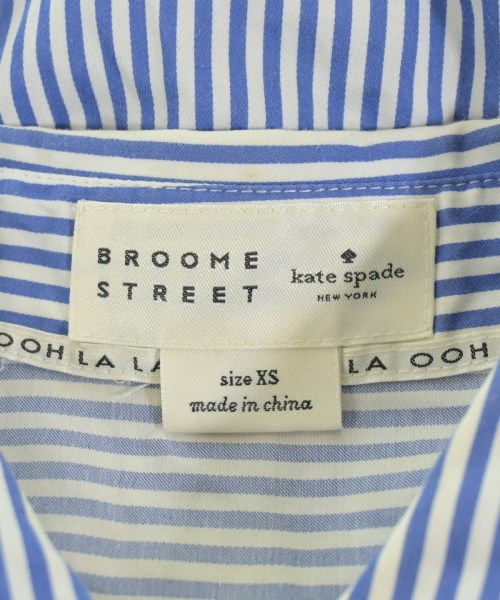 BROOME
STREET
kate spade
NEW YORK
OOH LA LA
LA OOH
size XS
made in china